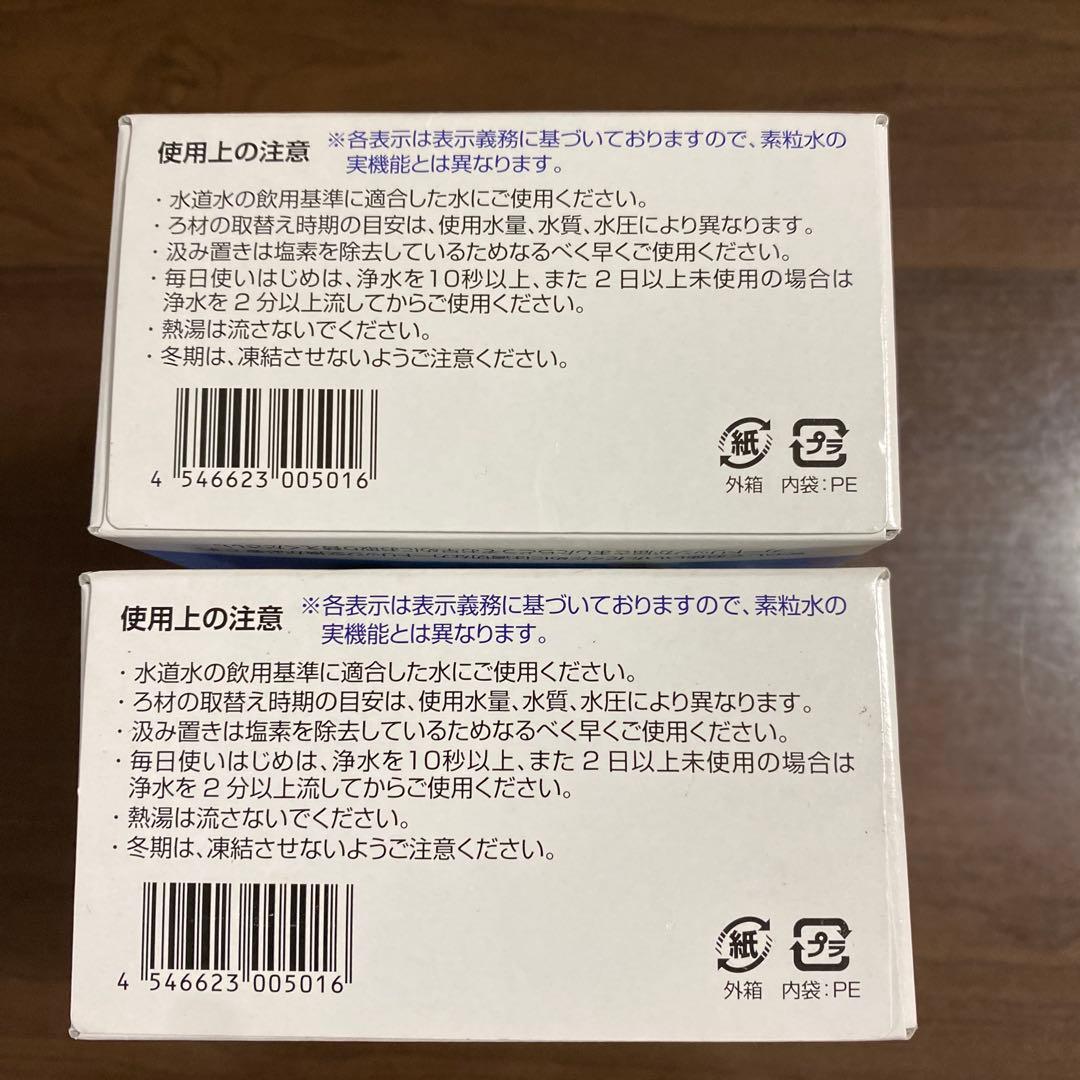 使用上の注意 ※各表示は表示義務に基づいておりますので、素粒水の
実機能とは異なります。
・水道水の飲用基準に適合した水にご使用ください。
・ろ材の取替え時期の目安は、使用水量、水質、水圧により異なります。
・汲み置きは塩素を除去しているためなるべく早くご使用ください。
・毎日使いはじめは、浄水を10秒以上、また2日以上未使用の場合は
浄水を2分以上流してからご使用ください。
・熱湯は流さないでください。
・冬期は、凍結させないようご注意ください。
4 546623 005016
紙 プラ
外箱 内袋:PE
使用上の注意 ※各表示は表示義務に基づいておりますので、素粒水の
実機能とは異なります。
・水道水の飲用基準に適合した水にご使用ください。
・ろ材の取替え時期の目安は、使用水量、水質、水圧により異なります。
・汲み置きは塩素を除去しているためなるべく早くご使用ください。
・毎日使いはじめは、浄水を10秒以上、また2日以上未使用の場合は
浄水を2分以上流してからご使用ください。
・熱湯は流さないでください。
・冬期は、凍結させないようご注意ください。
4 546623 005016
紙 プラ
外箱 内袋:PE